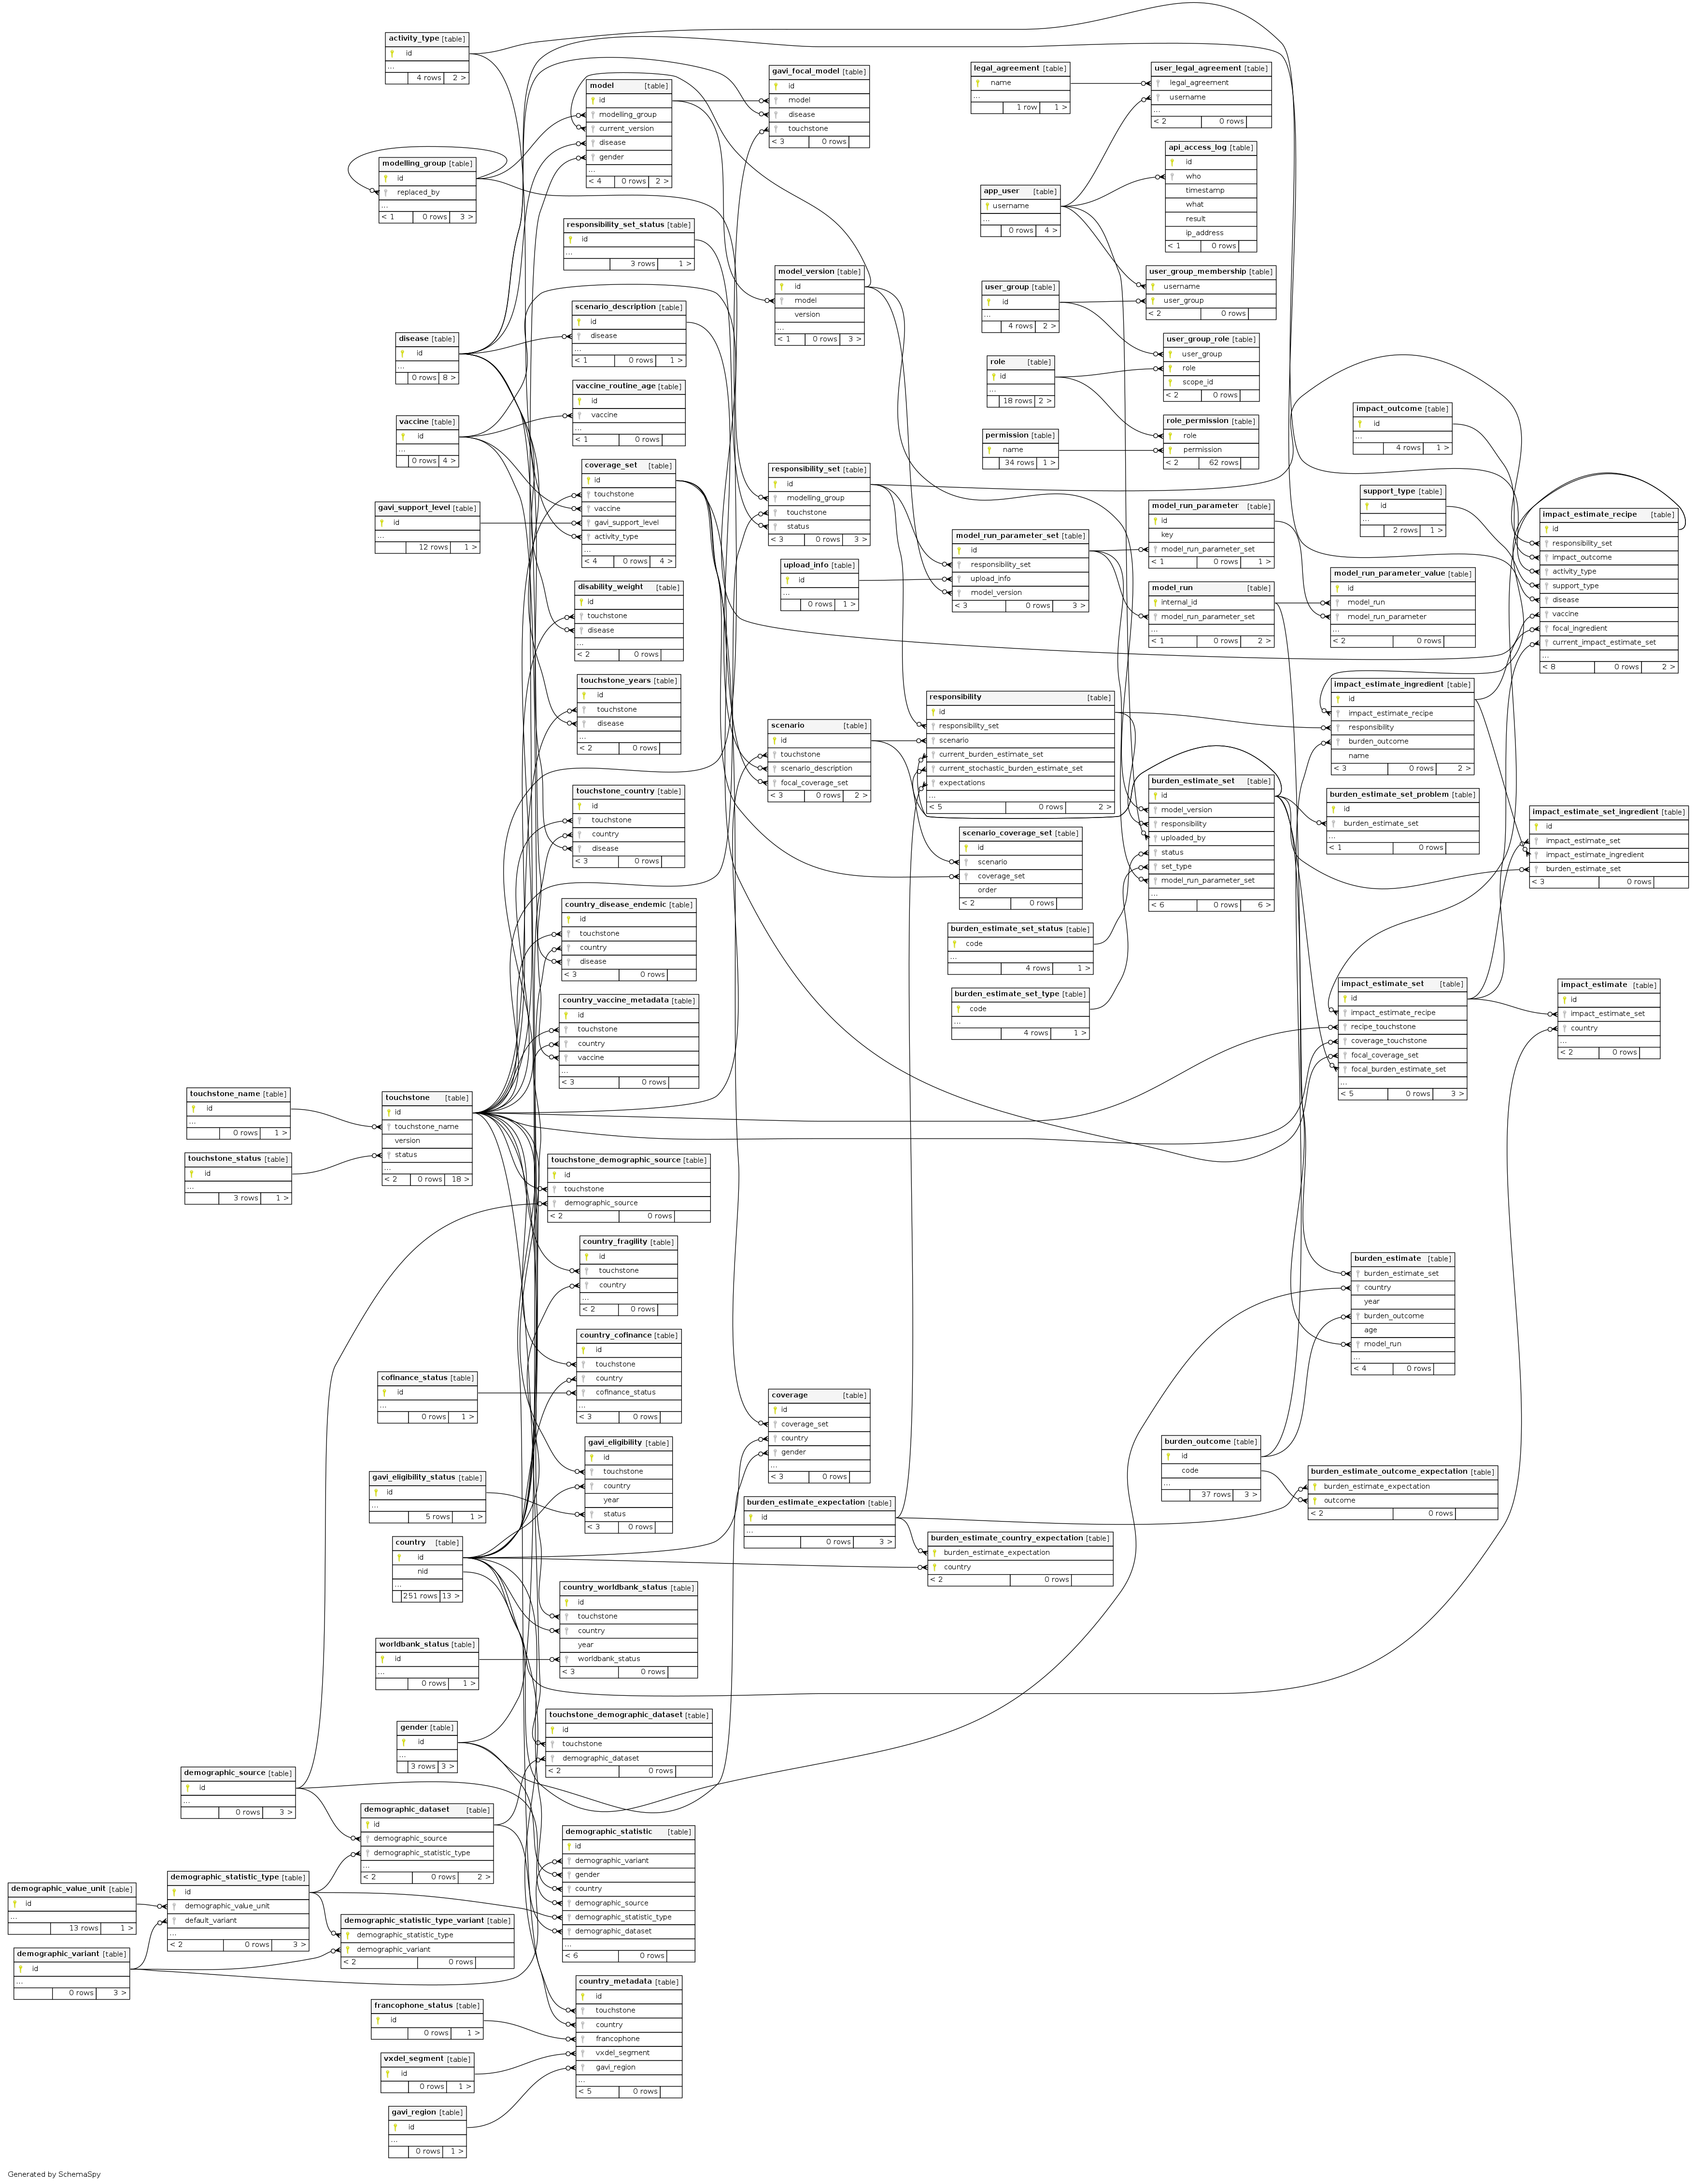 activity_type [table]
id
...
4 rows 2 >
modelling_group [table]
id
replaced_by
...
< 1 0 rows 3 >
disease [table]
id
...
0 rows 8 >
vaccine [table]
id
...
0 rows 4 >
gavi_support_level [table]
id
...
12 rows 1 >
touchstone_name [table]
id
...
0 rows 1 >
touchstone_status [table]
id
...
3 rows 1 >
touchstone [table]
id
touchstone_name
version
status
...
< 2 0 rows 18 >
cofinance_status [table]
id
...
0 rows 1 >
gavi_eligibility_status [table]
id
...
5 rows 1 >
country [table]
id
nid
...
251 rows 13 >
worldbank_status [table]
id
...
0 rows 1 >
gender [table]
id
...
3 rows 3 >
demographic_source [table]
id
...
0 rows 3 >
demographic_dataset [table]
id
demographic_source
demographic_statistic_type
...
< 2 0 rows 2 >
demographic_value_unit [table]
id
...
13 rows 1 >
demographic_variant [table]
id
...
0 rows 3 >
demographic_statistic_type [table]
id
demographic_value_unit
default_variant
...
< 2 0 rows 3 >
demographic_statistic_type_variant [table]
demographic_statistic_type
demographic_variant
< 2 0 rows
francophone_status [table]
id
...
0 rows 1 >
vxdel_segment [table]
id
...
0 rows 1 >
gavi_region [table]
id
...
0 rows 1 >
model [table]
id
modelling_group
current_version
disease
gender
...
< 4 0 rows 2 >
responsibility_set_status [table]
id
...
3 rows 1 >
scenario_description [table]
id
disease
...
< 1 0 rows 1 >
vaccine_routine_age [table]
id
vaccine
...
< 1 0 rows
coverage_set [table]
id
touchstone
vaccine
gavi_support_level
activity_type
...
< 4 0 rows 4 >
disability_weight [table]
id
touchstone
disease
...
< 2 0 rows
touchstone_years [table]
id
touchstone
disease
...
< 2 0 rows
touchstone_country [table]
id
touchstone
country
disease
< 3 0 rows
country_disease_endemic [table]
id
touchstone
country
disease
< 3 0 rows
country_vaccine_metadata [table]
id
touchstone
country
vaccine
...
< 3 0 rows
touchstone_demographic_source [table]
id
touchstone
demographic_source
< 2 0 rows
country_fragility [table]
id
touchstone
country
...
< 2 0 rows
country_cofinance [table]
id
touchstone
country
cofinance_status
...
< 3 0 rows
gavi_eligibility [table]
id
touchstone
country
year
status
< 3 0 rows
country_worldbank_status [table]
id
touchstone
country
year
worldbank_status
< 3 0 rows
touchstone_demographic_dataset [table]
id
touchstone
demographic_dataset
< 2 0 rows
demographic_statistic [table]
id
demographic_variant
gender
country
demographic_source
demographic_statistic_type
demographic_dataset
...
< 6 0 rows
country_metadata [table]
id
touchstone
country
francophone
vxdel_segment
gavi_region
...
< 5 0 rows
gavi_focal_model [table]
id
model
disease
touchstone
< 3 0 rows
model_version [table]
id
model
version
...
< 1 0 rows 3 >
responsibility_set [table]
id
modelling_group
touchstone
status
< 3 0 rows 3 >
upload_info [table]
id
...
0 rows 1 >
scenario [table]
id
touchstone
scenario_description
focal_coverage_set
< 3 0 rows 2 >
coverage [table]
id
coverage_set
country
gender
...
< 3 0 rows
burden_estimate_expectation [table]
id
...
0 rows 3 >
legal_agreement [table]
name
...
1 row 1 >
app_user [table]
username
...
0 rows 4 >
user_group [table]
id
...
4 rows 2 >
role [table]
id
...
18 rows 2 >
permission [table]
name
34 rows 1 >
model_run_parameter_set [table]
id
responsibility_set
upload_info
model_version
< 3 0 rows 3 >
responsibility [table]
id
responsibility_set
scenario
current_burden_estimate_set
current_stochastic_burden_estimate_set
expectations
...
< 5 0 rows 2 >
scenario_coverage_set [table]
id
scenario
coverage_set
order
< 2 0 rows
burden_estimate_set_status [table]
code
...
4 rows 1 >
burden_estimate_set_type [table]
code
...
4 rows 1 >
burden_estimate_country_expectation [table]
burden_estimate_expectation
country
< 2 0 rows
user_legal_agreement [table]
legal_agreement
username
...
< 2 0 rows
api_access_log [table]
id
who
timestamp
what
result
ip_address
< 1 0 rows
user_group_membership [table]
username
user_group
< 2 0 rows
user_group_role [table]
user_group
role
scope_id
< 2 0 rows
role_permission [table]
role
permission
< 2 62 rows
model_run_parameter [table]
id
key
model_run_parameter_set
< 1 0 rows 1 >
model_run [table]
internal_id
model_run_parameter_set
...
< 1 0 rows 2 >
burden_estimate_set [table]
id
model_version
responsibility
uploaded_by
status
set_type
model_run_parameter_set
...
< 6 0 rows 6 >
burden_outcome [table]
id
code
...
37 rows 3 >
impact_outcome [table]
id
...
4 rows 1 >
support_type [table]
id
...
2 rows 1 >
model_run_parameter_value [table]
id
model_run
model_run_parameter
...
< 2 0 rows
impact_estimate_ingredient [table]
id
impact_estimate_recipe
responsibility
burden_outcome
name
< 3 0 rows 2 >
burden_estimate_set_problem [table]
id
burden_estimate_set
...
< 1 0 rows
impact_estimate_set [table]
id
impact_estimate_recipe
recipe_touchstone
coverage_touchstone
focal_coverage_set
focal_burden_estimate_set
...
< 5 0 rows 3 >
burden_estimate [table]
burden_estimate_set
country
year
burden_outcome
age
model_run
...
< 4 0 rows
burden_estimate_outcome_expectation [table]
burden_estimate_expectation
outcome
< 2 0 rows
impact_estimate_recipe [table]
id
responsibility_set
impact_outcome
activity_type
support_type
disease
vaccine
focal_ingredient
current_impact_estimate_set
...
< 8 0 rows 2 >
impact_estimate_set_ingredient [table]
id
impact_estimate_set
impact_estimate_ingredient
burden_estimate_set
< 3 0 rows
impact_estimate [table]
id
impact_estimate_set
country
...
< 2 0 rows
Generated by SchemaSpy